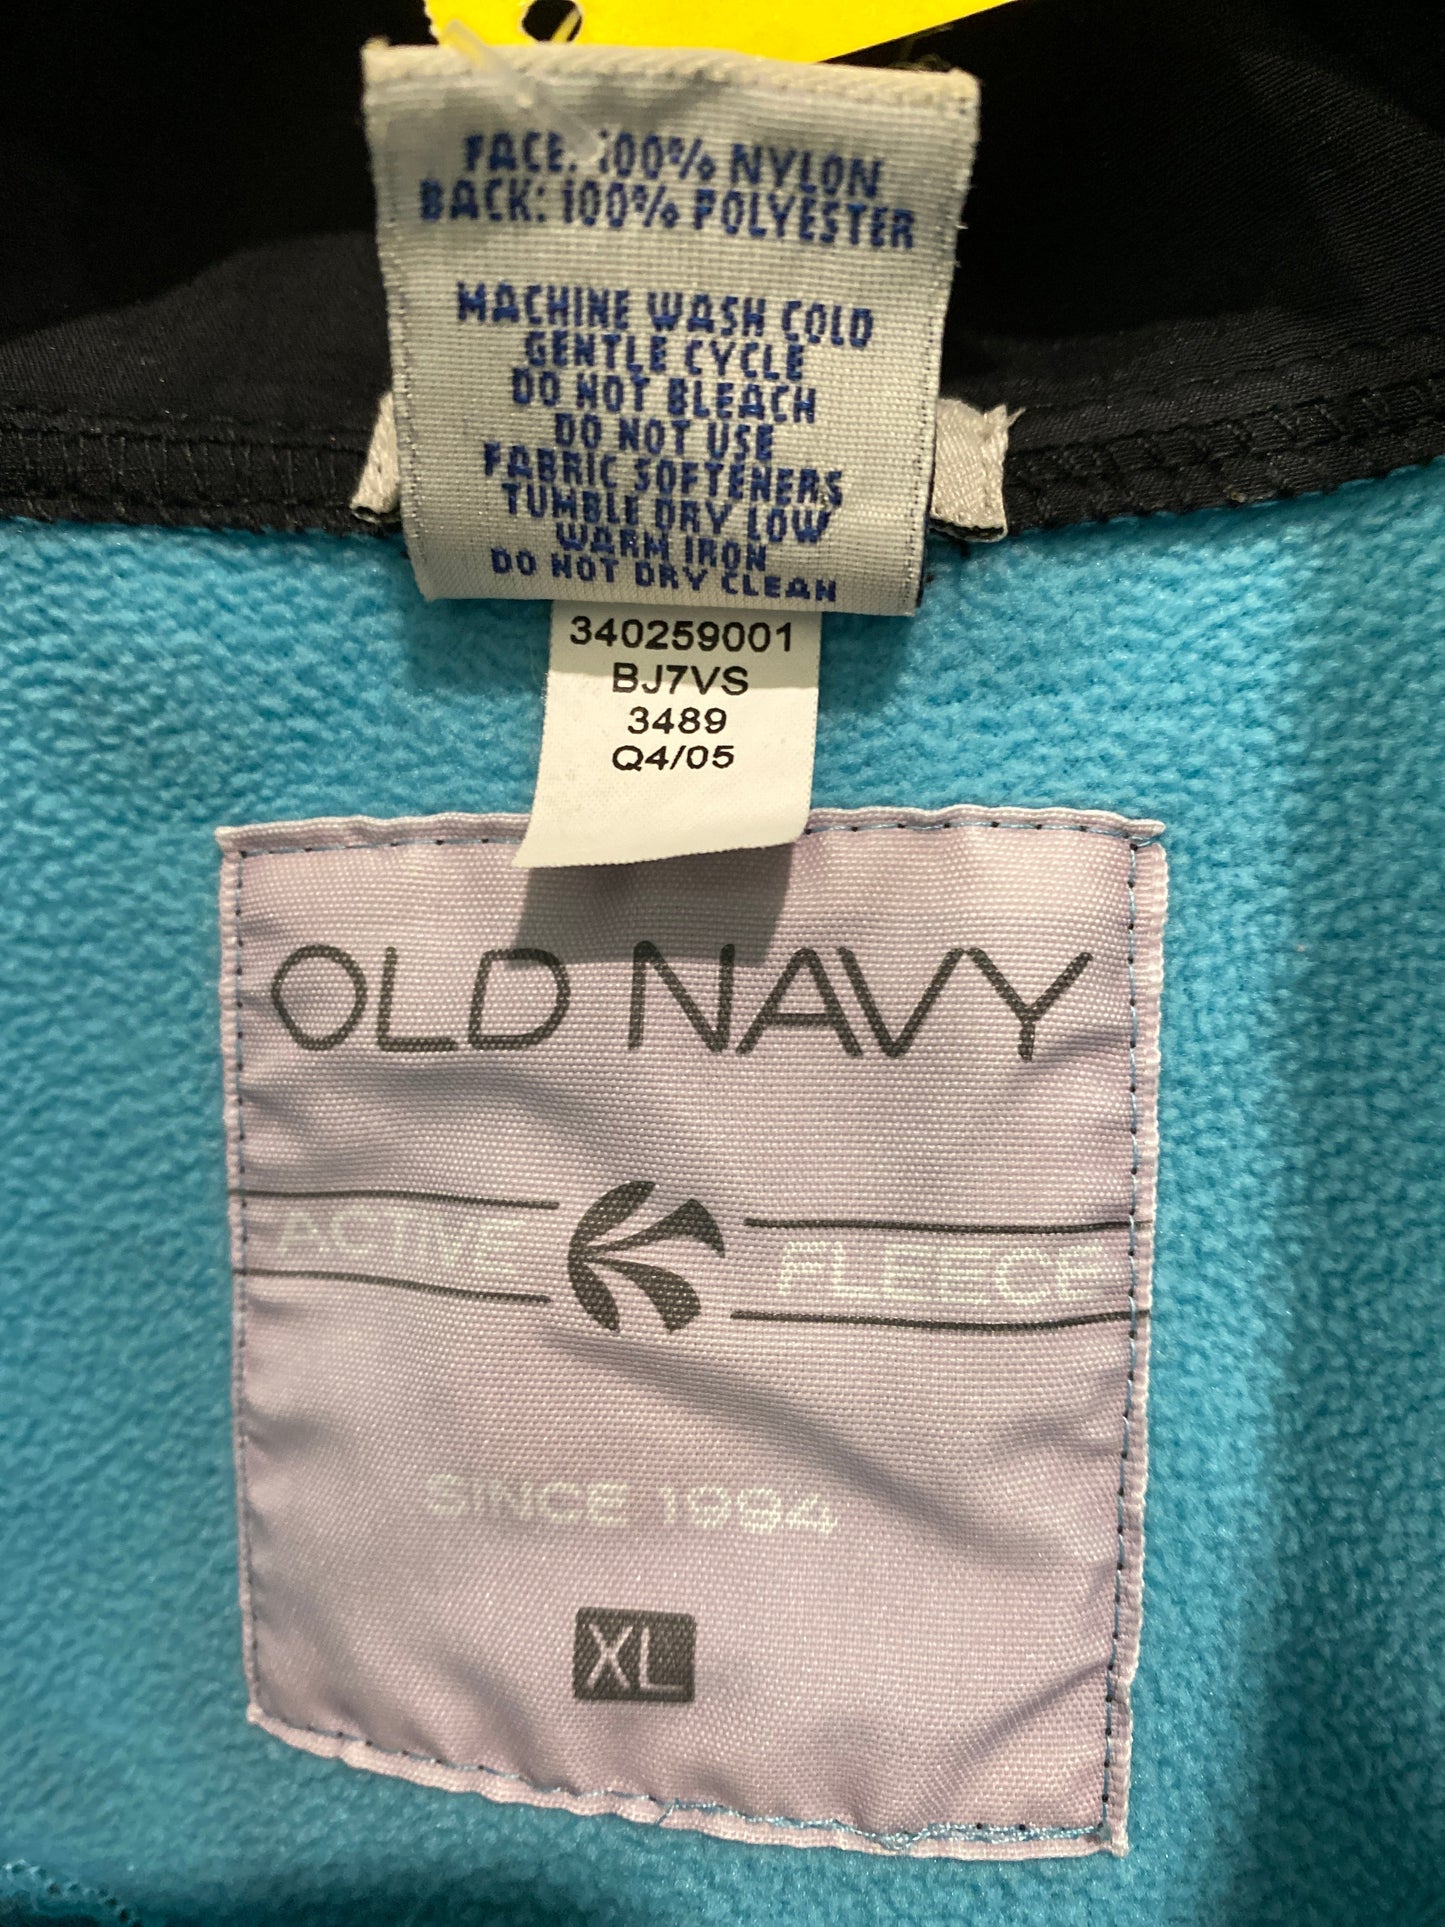 FACE: 100% NYLON
BACK: 100% POLYESTER
MACHINE WASH COLD
GENTLE CYCLE
DO NOT BLEACH
DO NOT USE
FABRIC SOFTENERS
TUMBLE DRY LOW
WARM IRON
DO NOT DRY CLEAN
340259001
BJ7VS
3489
Q4/05
OLD NAVY
ACTIVE FLEECE
SINCE 1994
XL